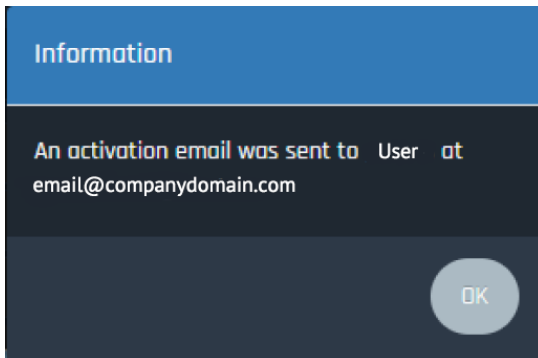 Information
An activation email was sent to User at
email@companydomain.com
OK